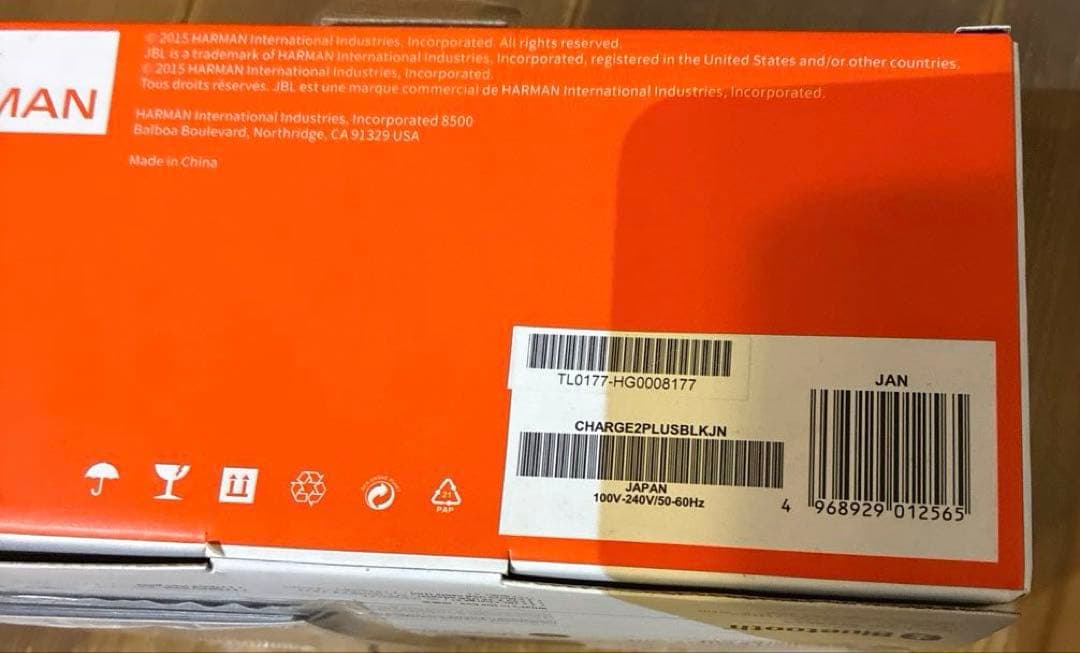 MAN
© 2015 HARMAN International Industries, Incorporated. All rights reserved.
JBL is a trademark of HARMAN International Industries, Incorporated, registered in the United States and/or other countries.
© 2015 HARMAN International Industries, Incorporated.
Tous droits réservés. JBL est une marque commercial de HARMAN International Industries, Incorporated.
HARMAN International Industries, Incorporated 8500
Balboa Boulevard, Northridge, CA 91329 USA
Made in China
TL0177-HG0008177
CHARGE2PLUSBLKJN
JAPAN
100V-240V/50-60Hz
JAN
4 968929 012565
21
PAP
Bluetooth